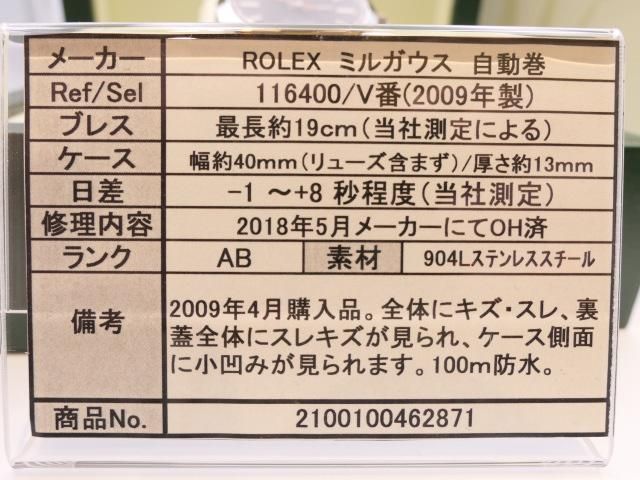 メーカー ROLEX ミルガウス 自動巻
Ref/Sel 116400/V番(2009年製)
ブレス 最長約19cm(当社測定による)
ケース 幅約40mm(リューズ含まず)/厚さ約13mm
日差 -1 ～+8 秒程度(当社測定)
修理内容 2018年5月メーカーにてOH済
ランク AB 素材 904Lステンレススチール
備考 2009年4月購入品。全体にキズ・スレ、裏
蓋全体にスレキズが見られ、ケース側面
に小凹みが見られます。100m防水。
商品No. 2100100462871